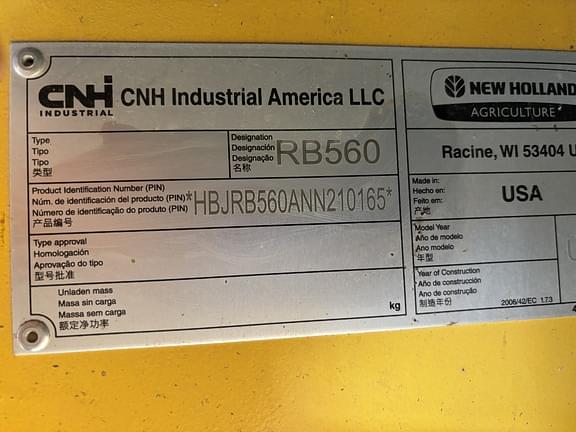 CNHi
INDUSTRIAL
CNH Industrial America LLC
NEW HOLLAND
AGRICULTURE
Racine, WI 53404 U
Type
Tipo
Tipo
类型
Designation
Designación
Designação
名称
RB560
Product Identification Number (PIN)
Núm. de identificación del producto (PIN)
Número de identificação do produto (PIN)
产品编号
*HBJRB560ANN210165*
Type approval
Homologación
Aprovação do tipo
型号批准
Unladen mass
Masa sin carga
Massa sem carga
额定净功率
kg
Made in:
Hecho en:
Feito em:
产地
USA
Model Year
Año de modelo
Ano modelo
年型
Year of Construction
Año de construcción
Ano de construção
制造年份
2006/42/EC 1.7.3